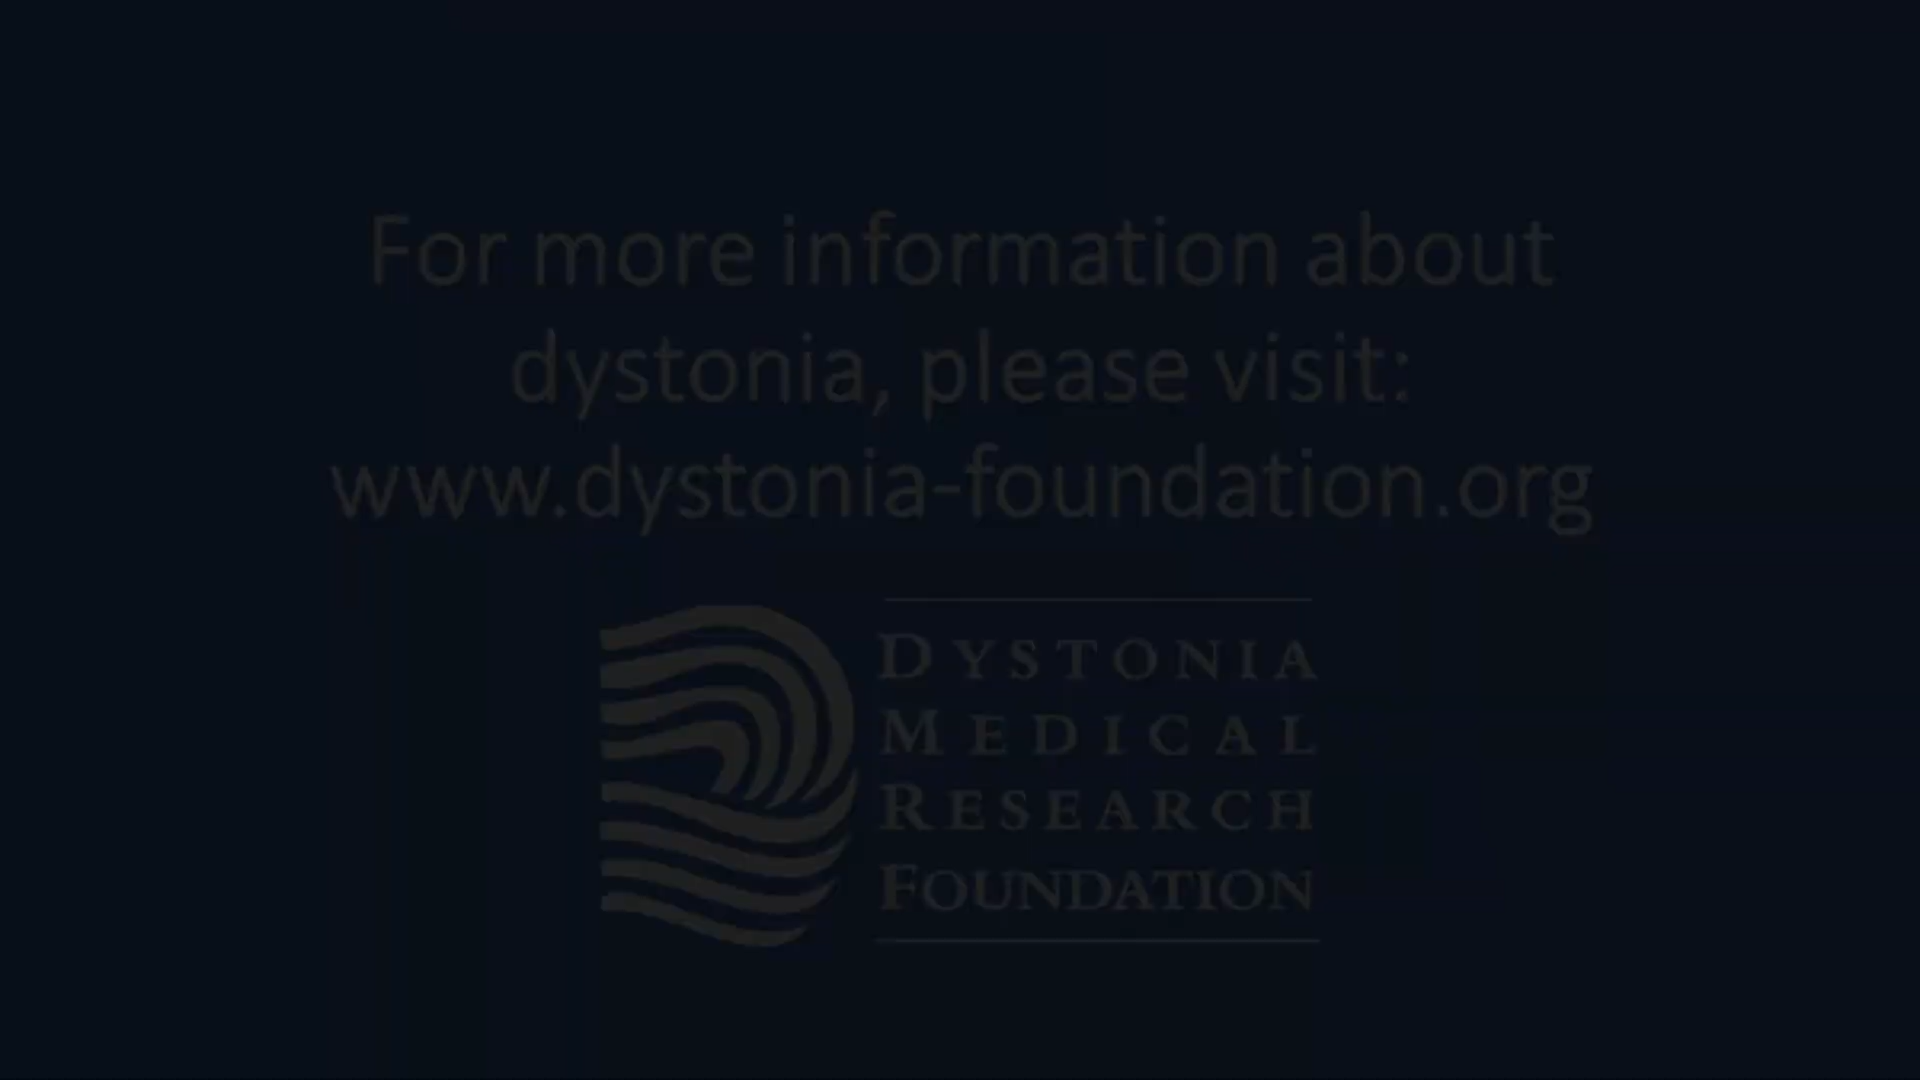 For more information about
dystonia, please visit:
www.dystonia-foundation.org
DYSTONIA
MEDICAL
RESEARCH
FOUNDATION